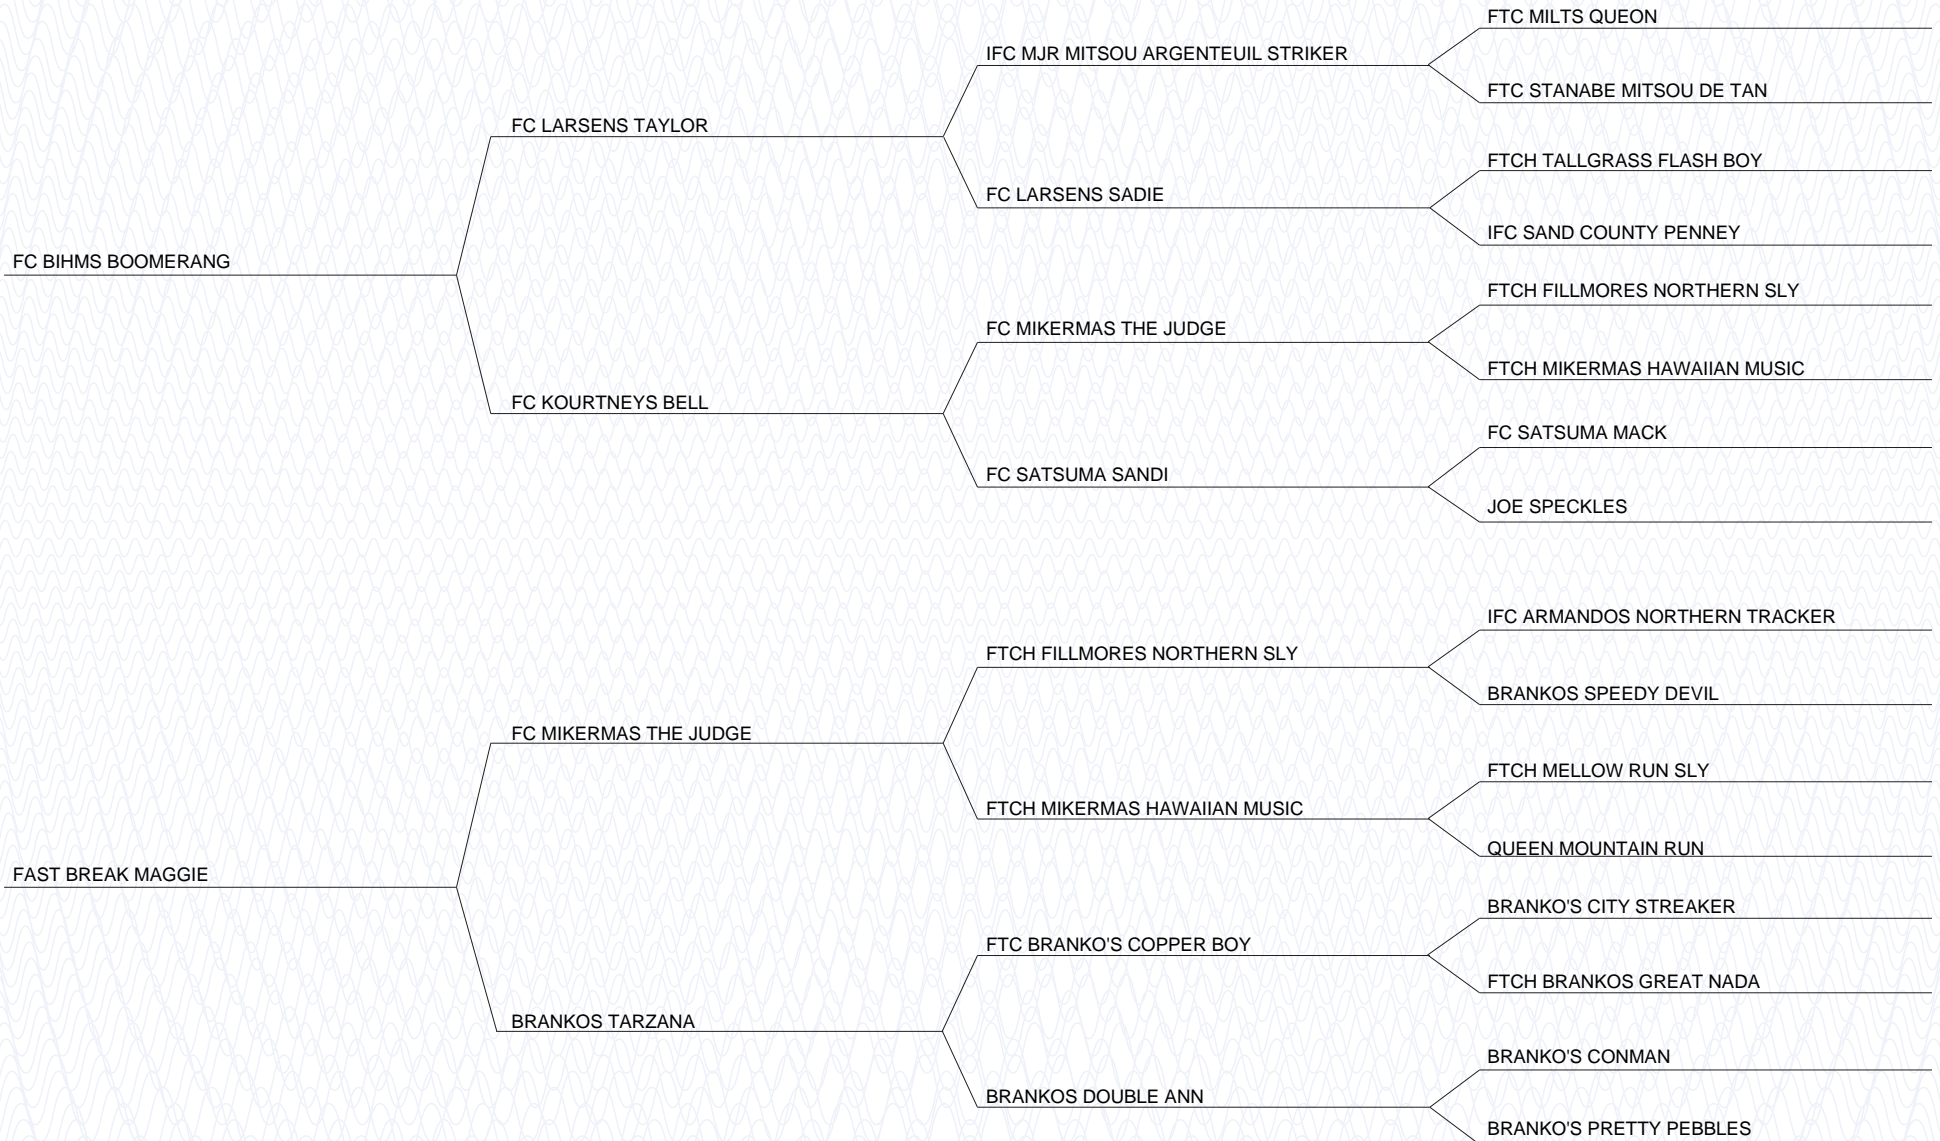 FTC MILTS QUEON
IFC MJR MITSOU ARGENTEUIL STRIKER
FTC STANABE MITSOU DE TAN
FC LARSENS TAYLOR
FTCH TALLGRASS FLASH BOY
FC LARSENS SADIE
IFC SAND COUNTY PENNEY
FC BIHMS BOOMERANG
FTCH FILLMORES NORTHERN SLY
FC MIKERMAS THE JUDGE
FTCH MIKERMAS HAWAIIAN MUSIC
FC KOURTNEYS BELL
FC SATSUMA MACK
FC SATSUMA SANDI
JOE SPECKLES
IFC ARMANDOS NORTHERN TRACKER
FTCH FILLMORES NORTHERN SLY
BRANKOS SPEEDY DEVIL
FC MIKERMAS THE JUDGE
FTCH MELLOW RUN SLY
FTCH MIKERMAS HAWAIIAN MUSIC
QUEEN MOUNTAIN RUN
FAST BREAK MAGGIE
BRANKO'S CITY STREAKER
FTC BRANKO'S COPPER BOY
FTCH BRANKOS GREAT NADA
BRANKOS TARZANA
BRANKO'S CONMAN
BRANKOS DOUBLE ANN
BRANKO'S PRETTY PEBBLES